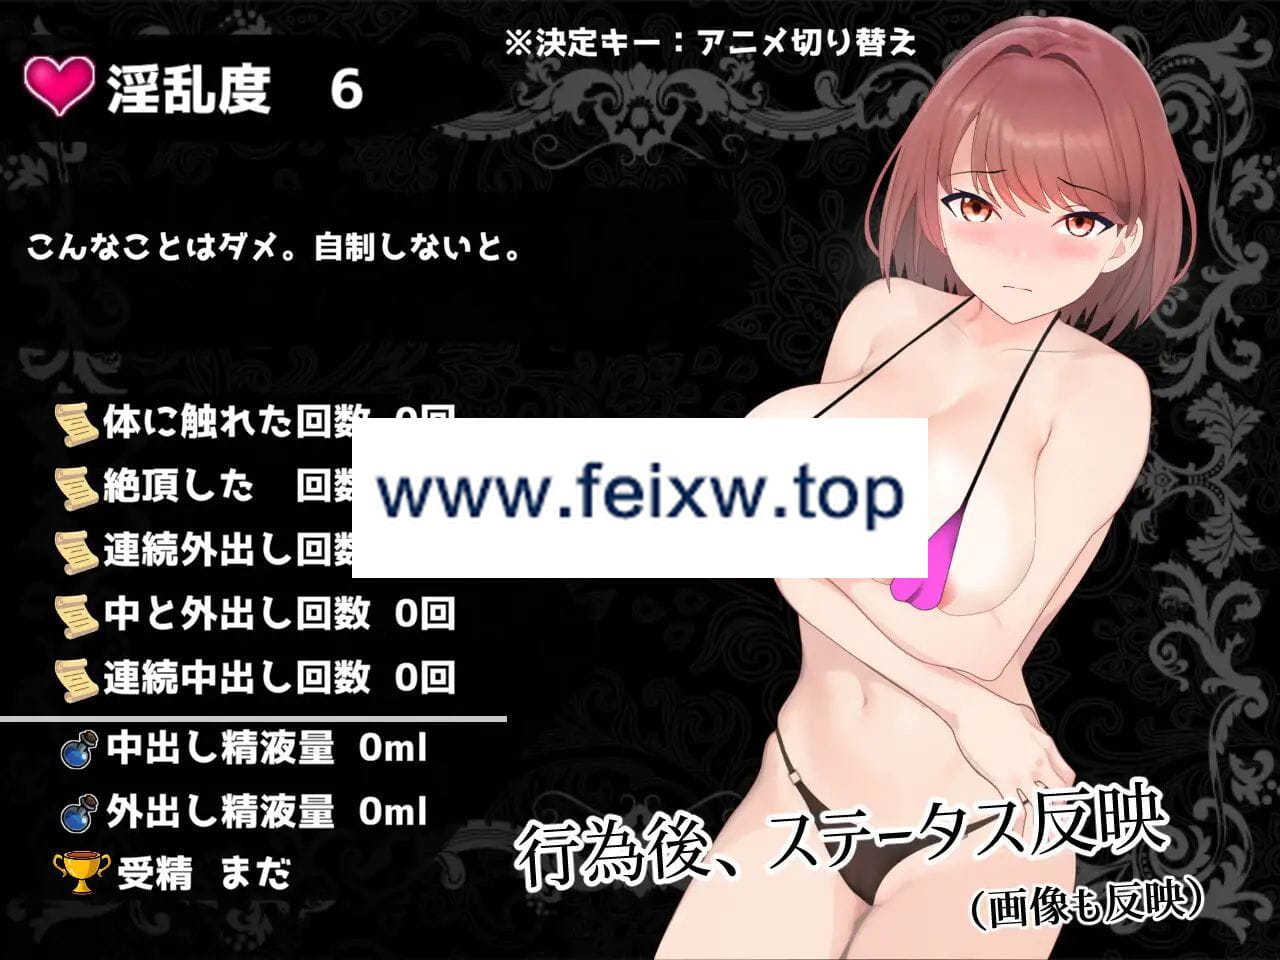 ※決定キー：アニメ切り替え
淫乱度 6
こんなことはダメ。自制しないと。
体に触れた回数 0回
絶頂した 回数
www.feixw.top
連続外出し回数
中と外出し回数 0回
連続中出し回数 0回
中出し精液量 0ml
外出し精液量 0ml
受精 まだ
行為後、ステータス反映
（画像も反映）